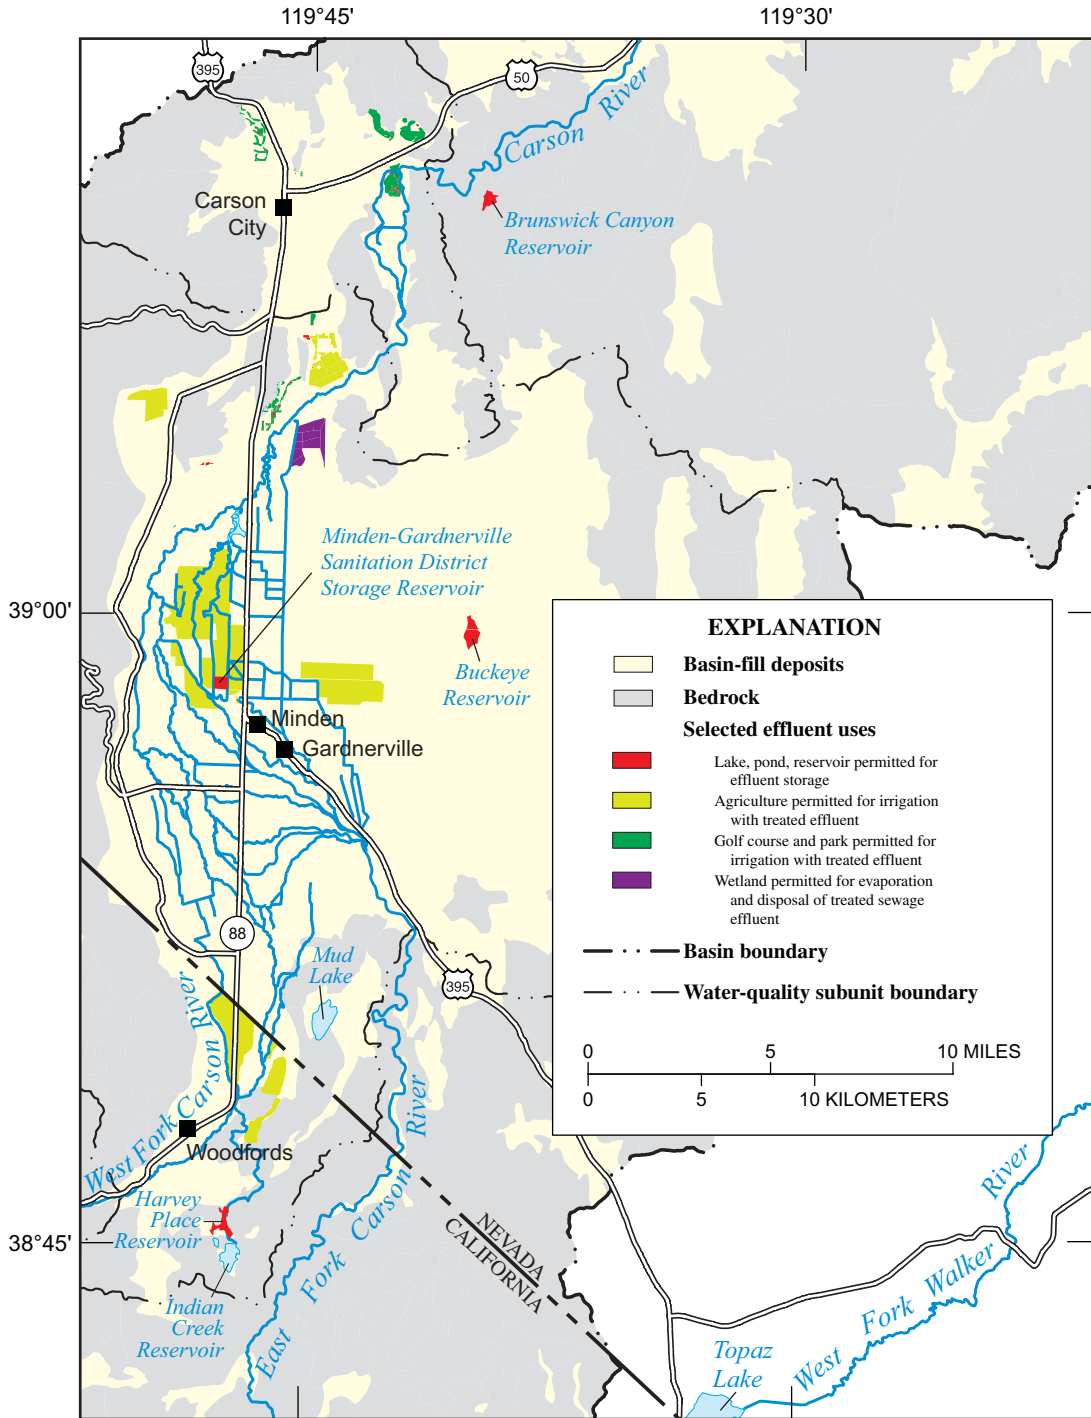 119°45'
119°30'
395
50
Carson River
Carson
City
Brunswick Canyon
Reservoir
Minden-Gardnerville
Sanitation District
Storage Reservoir
39°00'
Buckeye
Reservoir
Minden
Gardnerville
EXPLANATION
Basin-fill deposits
Bedrock
Selected effluent uses
Lake, pond, reservoir permitted for
effluent storage
Agriculture permitted for irrigation
with treated effluent
Golf course and park permitted for
irrigation with treated effluent
Wetland permitted for evaporation
and disposal of treated sewage
effluent
Basin boundary
Water-quality subunit boundary
0 5 10 MILES
0 5 10 KILOMETERS
88
Mud
Lake
395
West Fork Carson River
Woodfords
East Fork Carson River
Harvey
Place
Reservoir
38°45'
Indian
Creek
Reservoir
NEVADA
CALIFORNIA
Topaz
Lake
West Fork Walker River